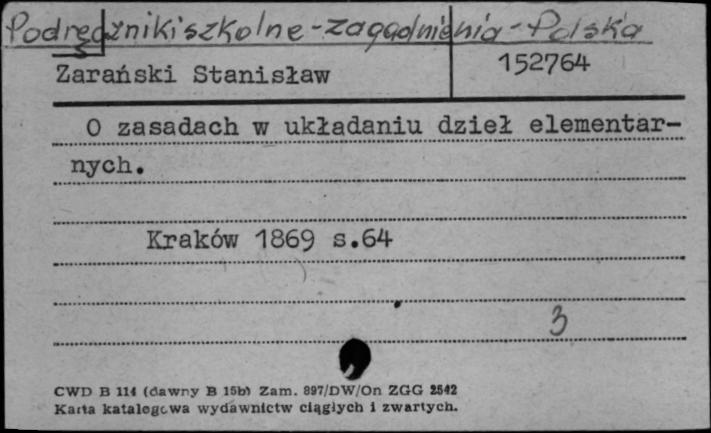 Podręczniki szkolne - zagadnienia - Polska
Zarański Stanisław
152764
O zasadach w układaniu dzieł elementar-
nych.
Kraków 1869 s.64
3
CWD B 114 (dawny B 15b) Zam. 897/DW/On ZGG 2542
Karta katalogowa wydawnictw ciągłych i zwartych.